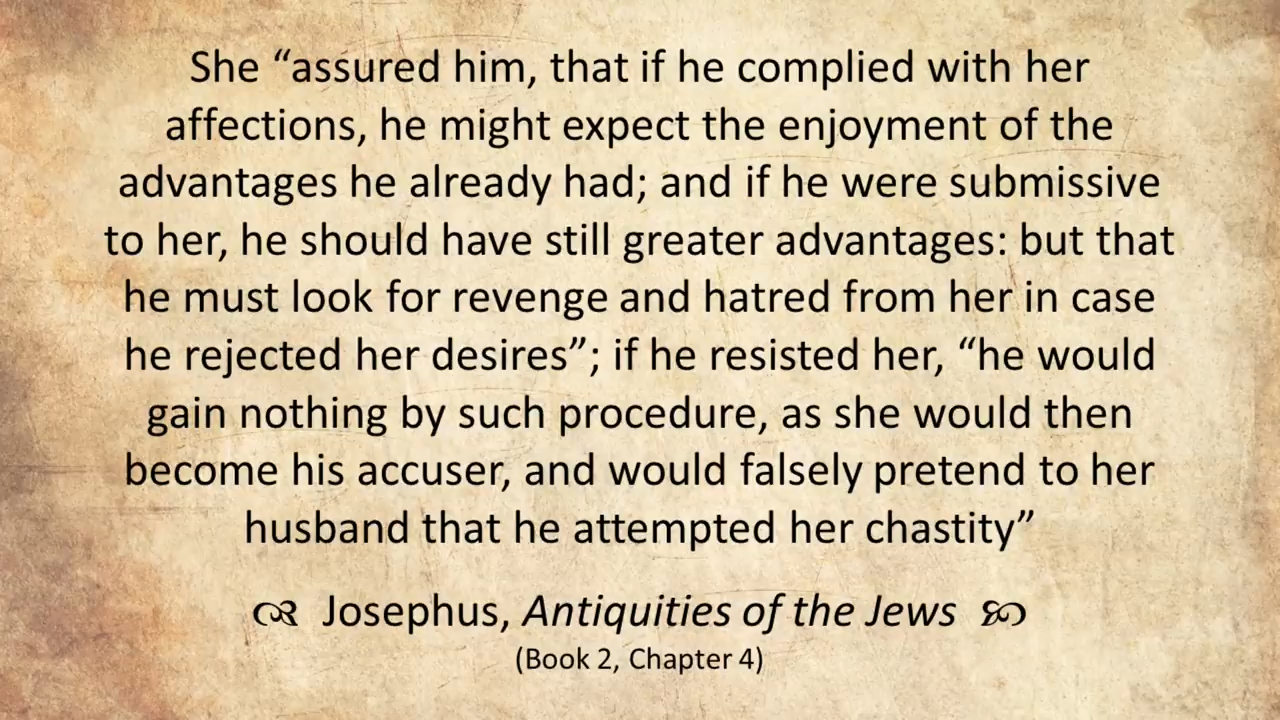 She “assured him, that if he complied with her
affections, he might expect the enjoyment of the
advantages he already had; and if he were submissive
to her, he should have still greater advantages: but that
he must look for revenge and hatred from her in case
he rejected her desires”; if he resisted her, “he would
gain nothing by such procedure, as she would then
become his accuser, and would falsely pretend to her
husband that he attempted her chastity”
Josephus, Antiquities of the Jews
(Book 2, Chapter 4)